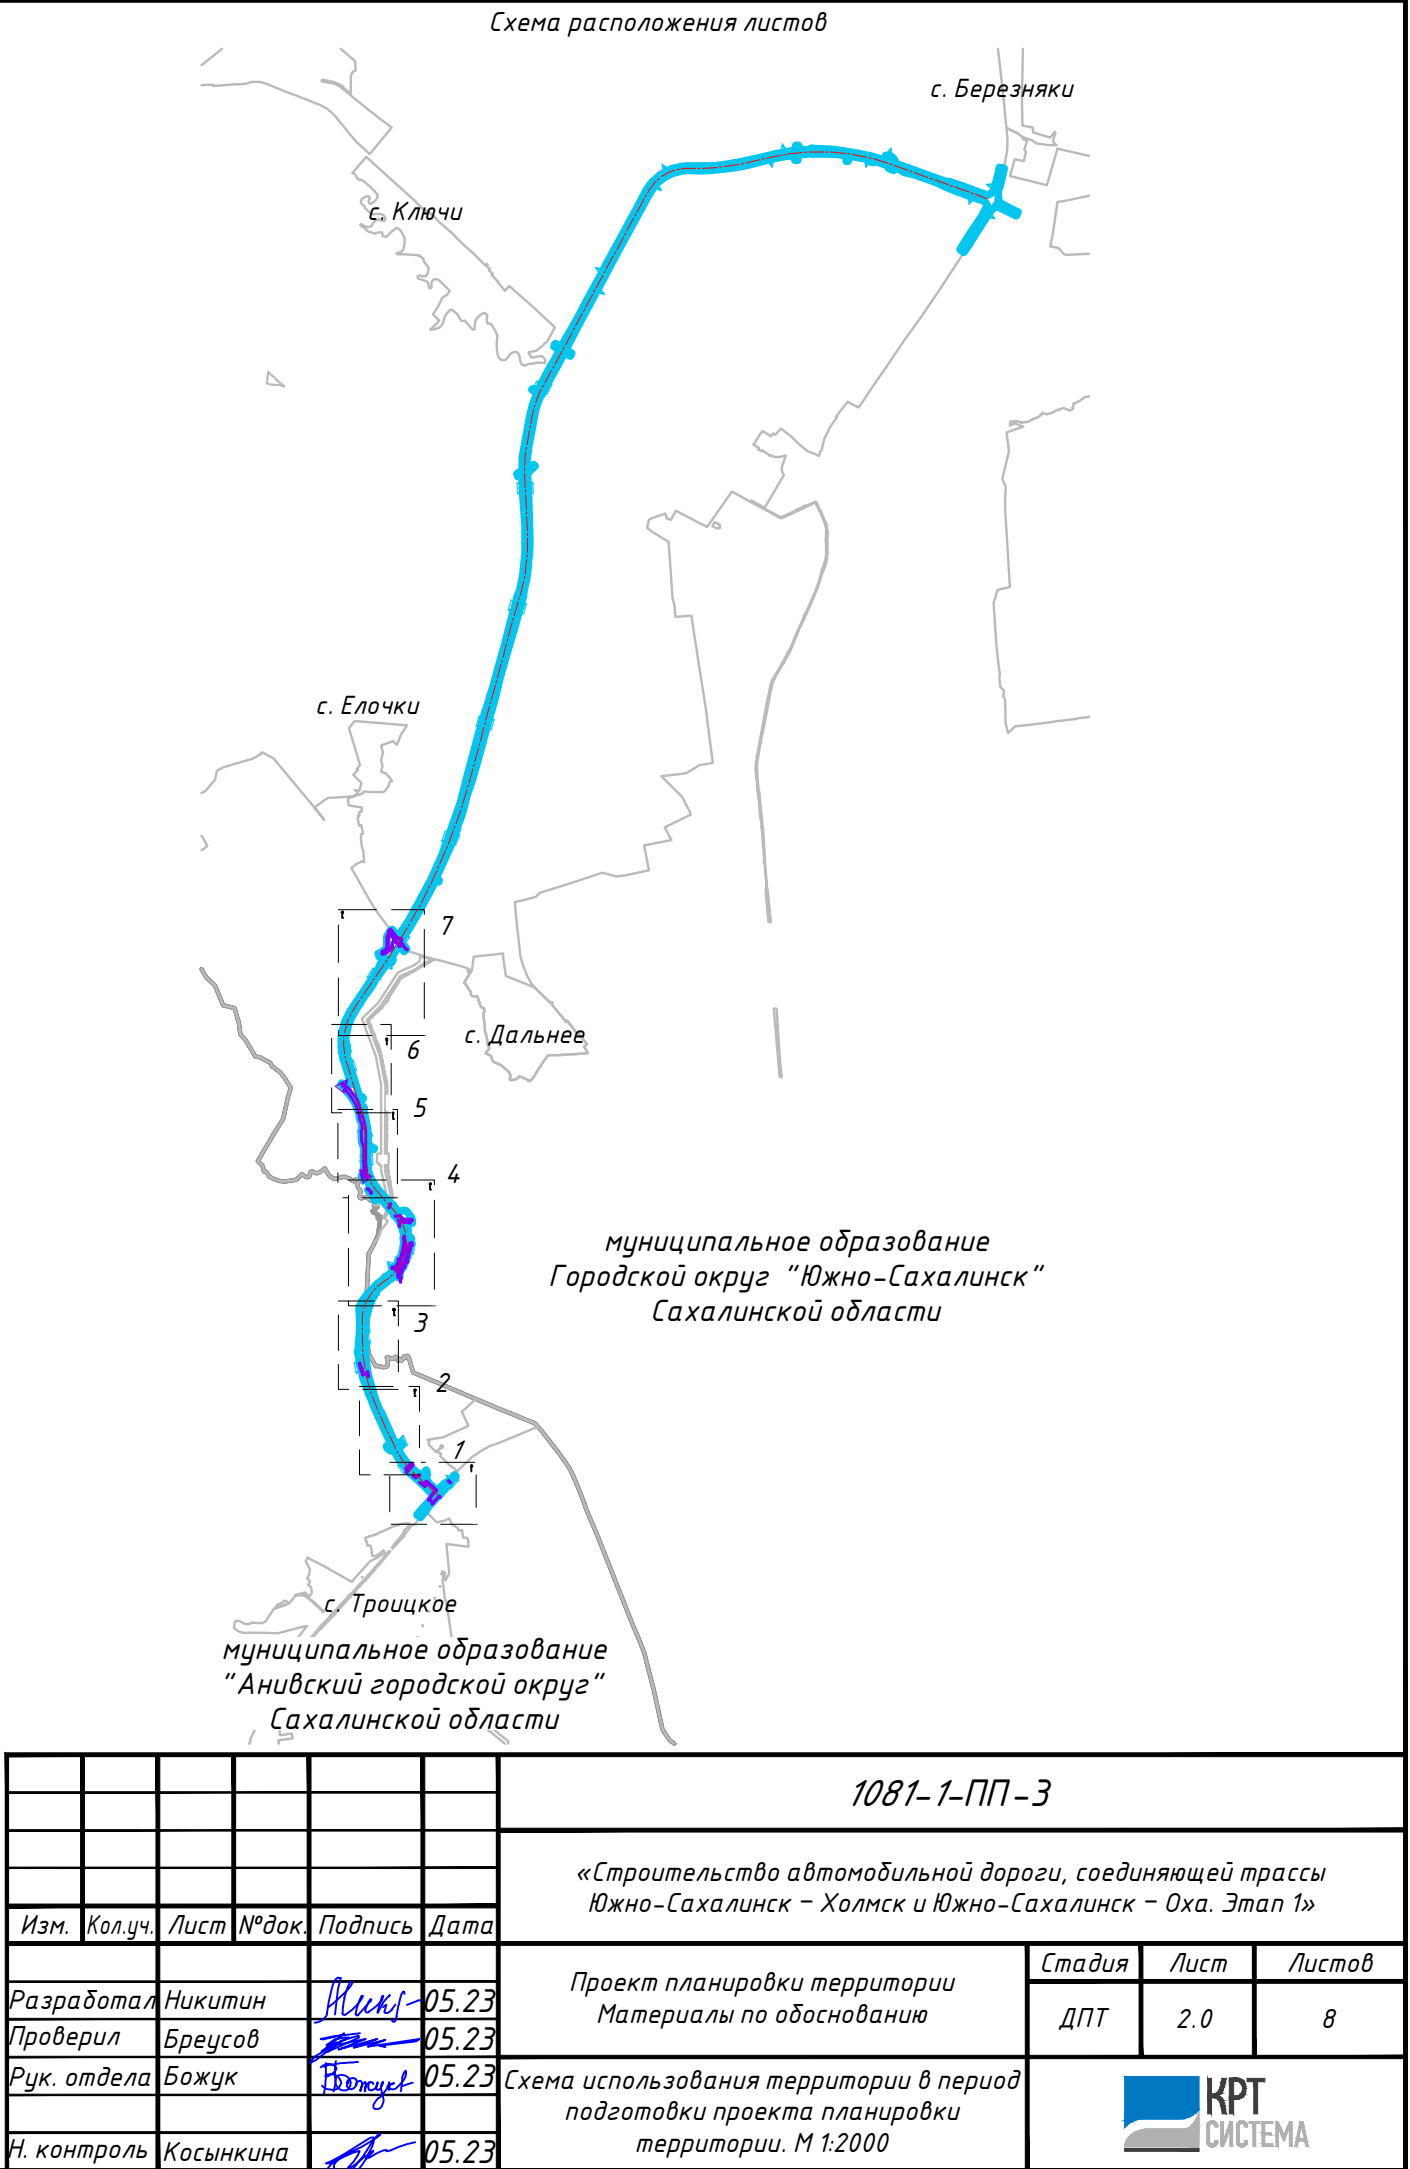 Схема расположения листов
с. Березняки
с. Ключи
с. Елочки
7
с. Дальнее
6
5
4
муниципальное образование
Городской округ "Южно-Сахалинск"
Сахалинской области
3
2
1
с. Троицкое
муниципальное образование
"Анивский городской округ"
Сахалинской области
1081-1-ПП-3
«Строительство автомобильной дороги, соединяющей трассы
Южно-Сахалинск – Холмск и Южно-Сахалинск – Оха. Этап 1»
Изм. Кол.уч. Лист №док. Подпись Дата
Проект планировки территории
Материалы по обоснованию
Стадия Лист Листов
ДПТ 2.0 8
Разработал Никитин 05.23
Проверил Бреусов 05.23
Рук. отдела Божук 05.23
Н. контроль Косынкина 05.23
Схема использования территории в период
подготовки проекта планировки
территории. М 1:2000
КРТ
СИСТЕМА